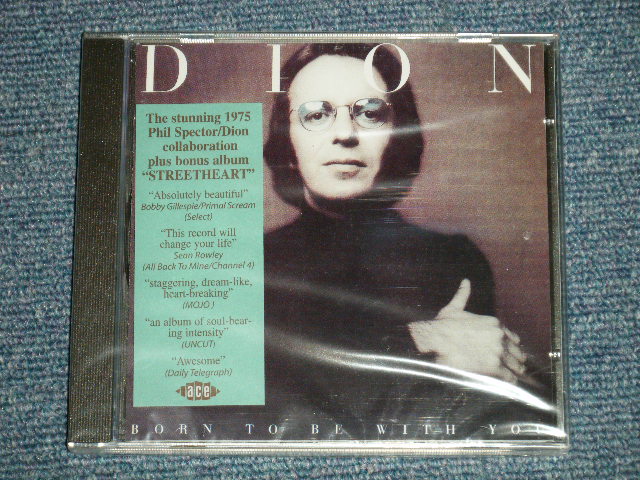 DION
The stunning 1975
Phil Spector/Dion
collaboration
plus bonus album
“STREETHEART”
“Absolutely beautiful”
Bobby Gillespie/Primal Scream
(Select)
“This record will
change your life”
Sean Rowley
(All Back To Mine/Channel 4)
“staggering, dream-like,
heart-breaking”
(MOJO)
“an album of soul-bear-
ing intensity”
(UNCUT)
“Awesome”
(Daily Telegraph)
ace
BORN TO BE WITH YOU